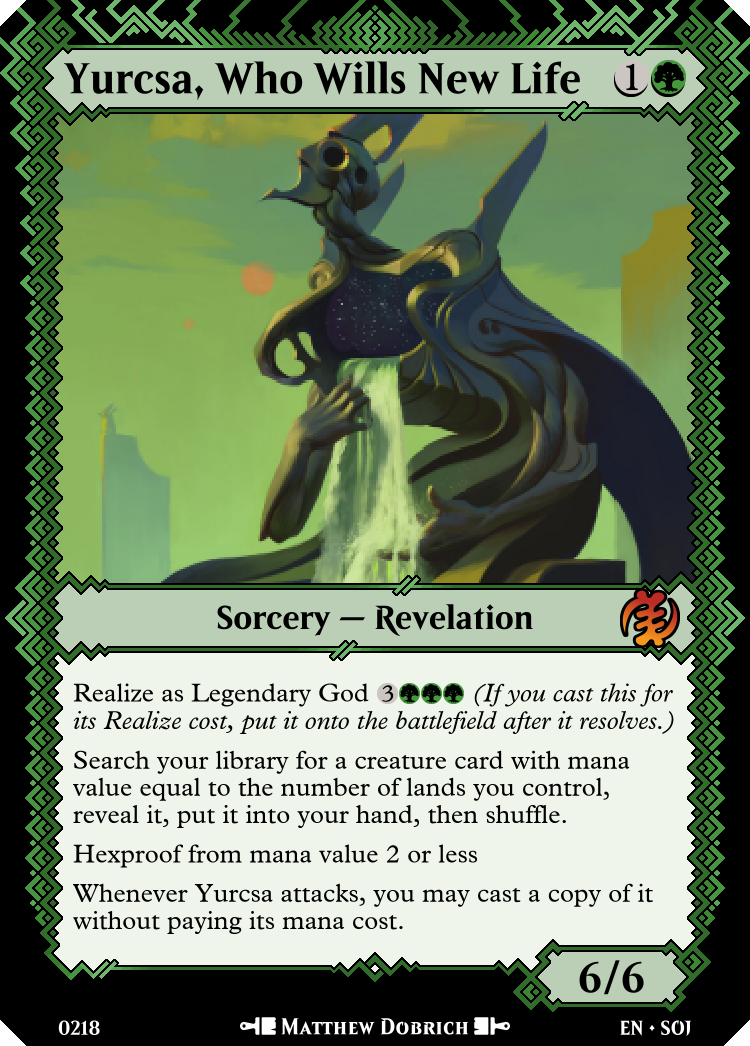 Yurcsa, Who Wills New Life 1
Sorcery — Revelation
Realize as Legendary God 3 (If you cast this for
its Realize cost, put it onto the battlefield after it resolves.)
Search your library for a creature card with mana
value equal to the number of lands you control,
reveal it, put it into your hand, then shuffle.
Hexproof from mana value 2 or less
Whenever Yurcsa attacks, you may cast a copy of it
without paying its mana cost.
6/6
0218 Matthew Dobrich EN • SOJ